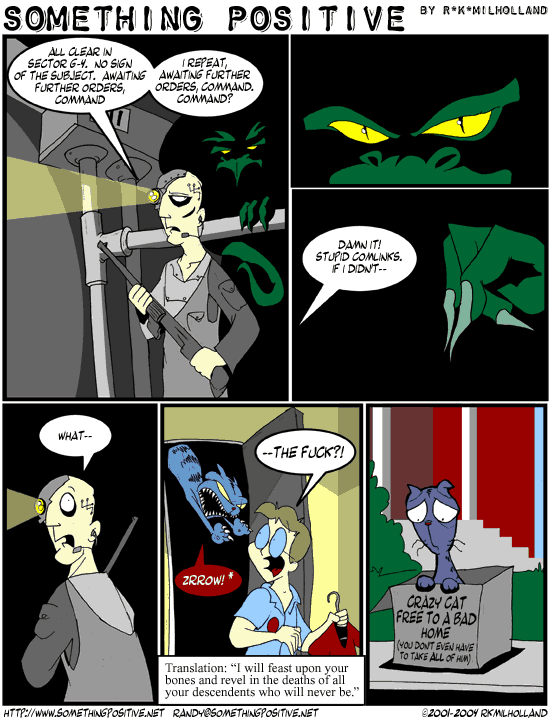 SOMETHING POSITIVE BY R*K*MILHOLLAND
ALL CLEAR IN
SECTOR G-4. NO SIGN
OF THE SUBJECT. AWAITING
FURTHER ORDERS,
COMMAND
I REPEAT,
AWAITING FURTHER
ORDERS, COMMAND.
COMMAND?
DAMN IT!
STUPID COMLINKS.
IF I DIDN'T--
WHAT--
--THE FUCK?!
ZRROW! *
Translation: "I will feast upon your
bones and revel in the deaths of all
your descendents who will never be."
CRAZY CAT
FREE TO A BAD
HOME
(YOU DON'T EVEN HAVE
TO TAKE ALL OF HIM)
HTTP://WWW.SOMETHINGPOSITIVE.NET RANDY@SOMETHINGPOSITIVE.NET ©2001-2004 RKMILHOLLAND